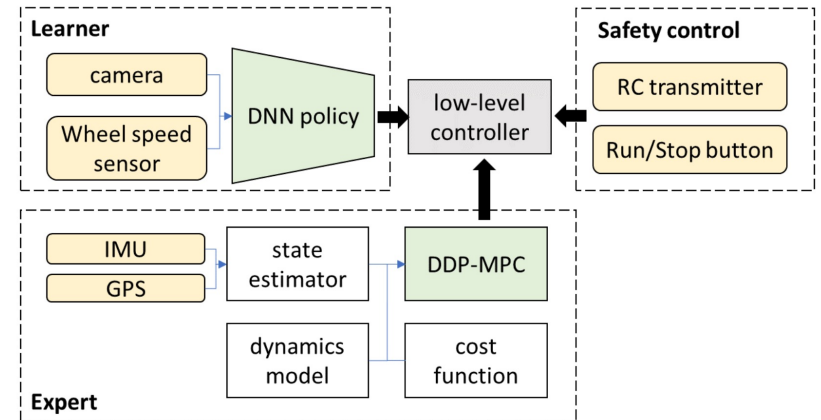 Learner
camera
Wheel speed
sensor
DNN policy
low-level
controller
Safety control
RC transmitter
Run/Stop button
IMU
GPS
state
estimator
DDP-MPC
dynamics
model
cost
function
Expert